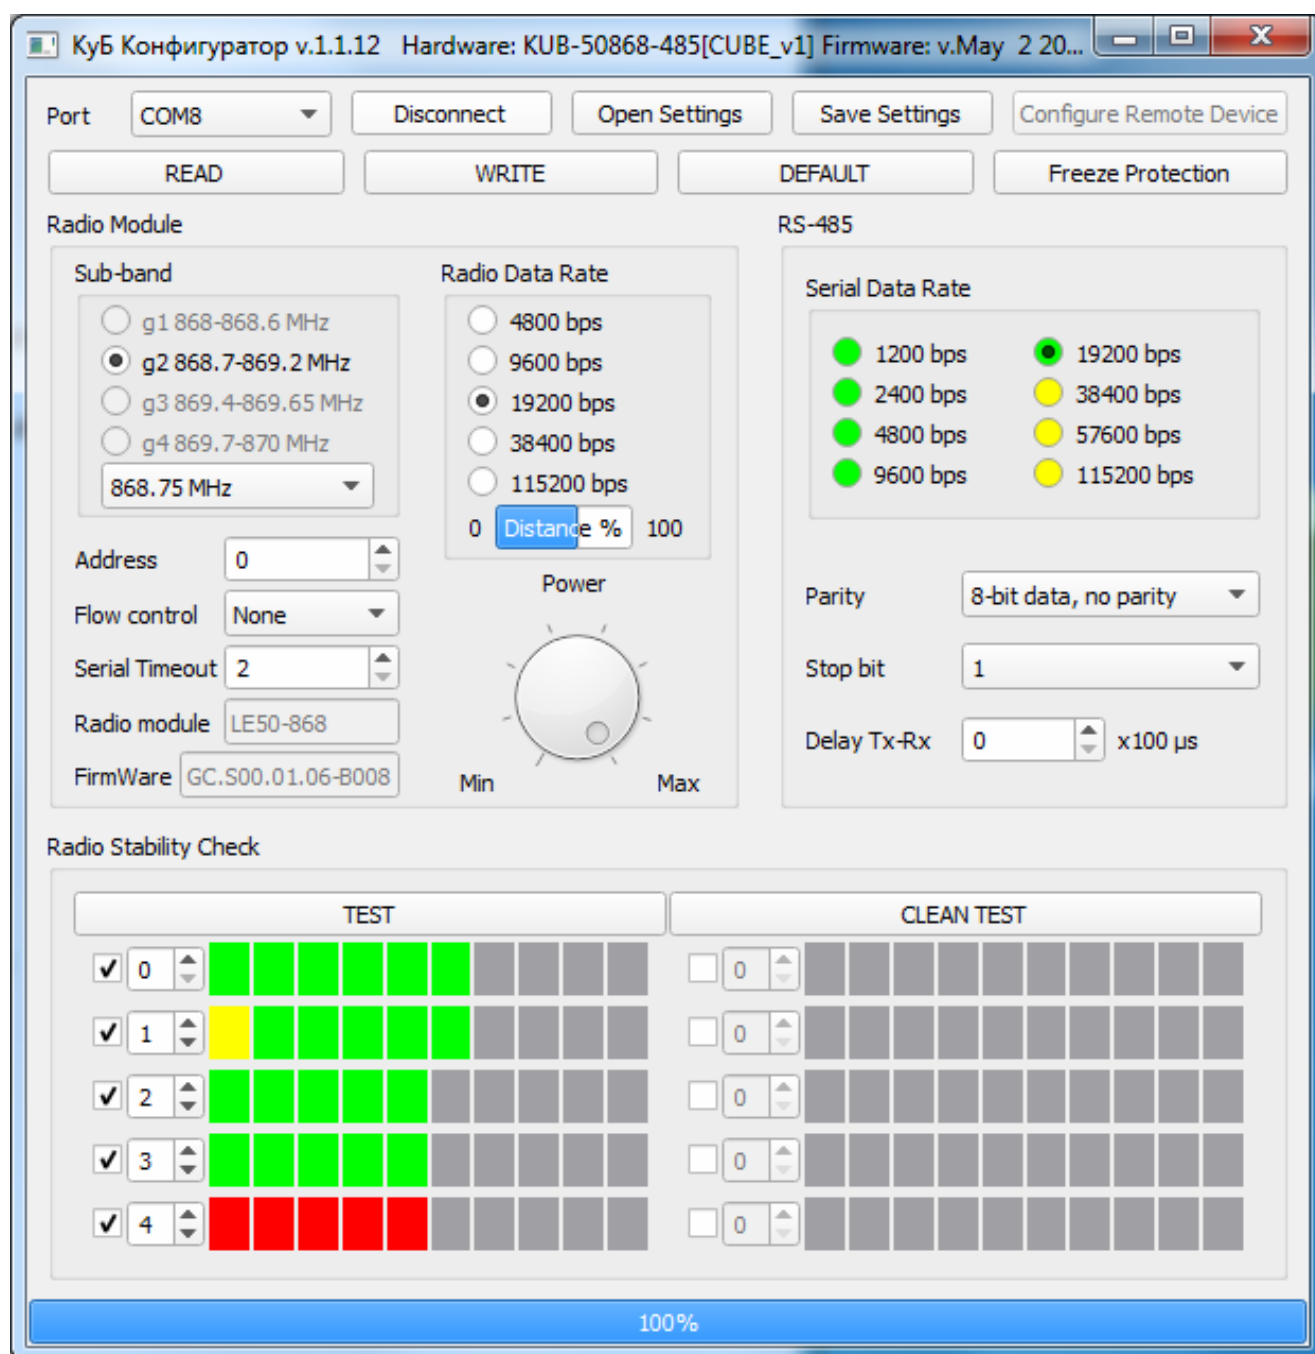 КуБ Конфигуратор v.1.1.12 Hardware: KUB-50868-485[CUBE_v1] Firmware: v.May 2 20...
Port COM8 Disconnect Open Settings Save Settings Configure Remote Device
READ WRITE DEFAULT Freeze Protection
Radio Module
Sub-band
g1 868-868.6 MHz
g2 868.7-869.2 MHz
g3 869.4-869.65 MHz
g4 869.7-870 MHz
868.75 MHz
Address 0
Flow control None
Serial Timeout 2
Radio module LE50-868
FirmWare GC.S00.01.06-B008
Radio Data Rate
4800 bps
9600 bps
19200 bps
38400 bps
115200 bps
0 Distance % 100
Power
Min Max
RS-485
Serial Data Rate
1200 bps 19200 bps
2400 bps 38400 bps
4800 bps 57600 bps
9600 bps 115200 bps
Parity 8-bit data, no parity
Stop bit 1
Delay Tx-Rx 0 x100 µs
Radio Stability Check
TEST CLEAN TEST
0 0
1 0
2 0
3 0
4 0
100%